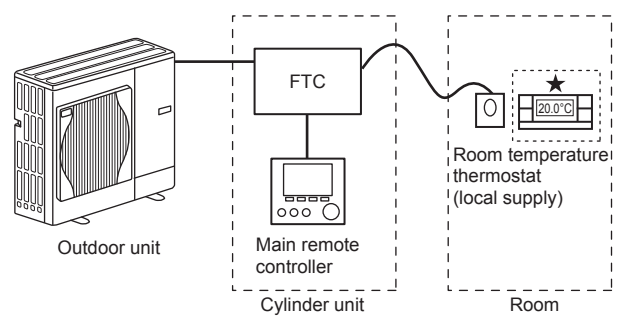 FTC
20.0°C
Room temperature
thermostat
(local supply)
Outdoor unit
Main remote
controller
Cylinder unit
Room